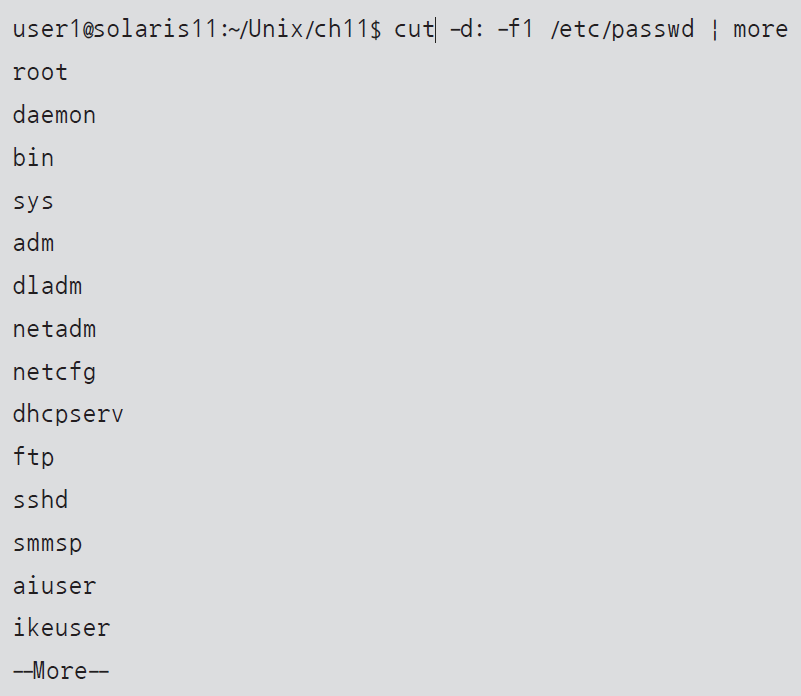 user1@solaris11:~/Unix/ch11$ cut -d: -f1 /etc/passwd | more
root
daemon
bin
sys
adm
dladm
netadm
netcfg
dhcpserv
ftp
sshd
smmsp
aiuser
ikeuser
--More--